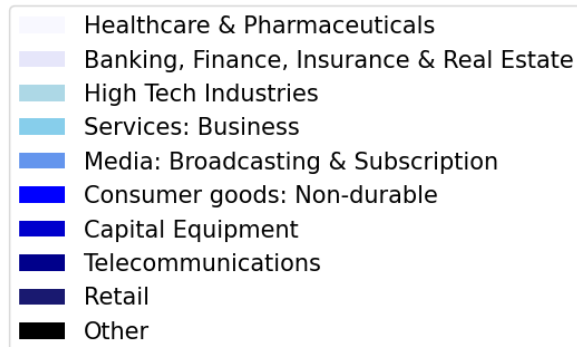 Healthcare & Pharmaceuticals
Banking, Finance, Insurance & Real Estate
High Tech Industries
Services: Business
Media: Broadcasting & Subscription
Consumer goods: Non-durable
Capital Equipment
Telecommunications
Retail
Other